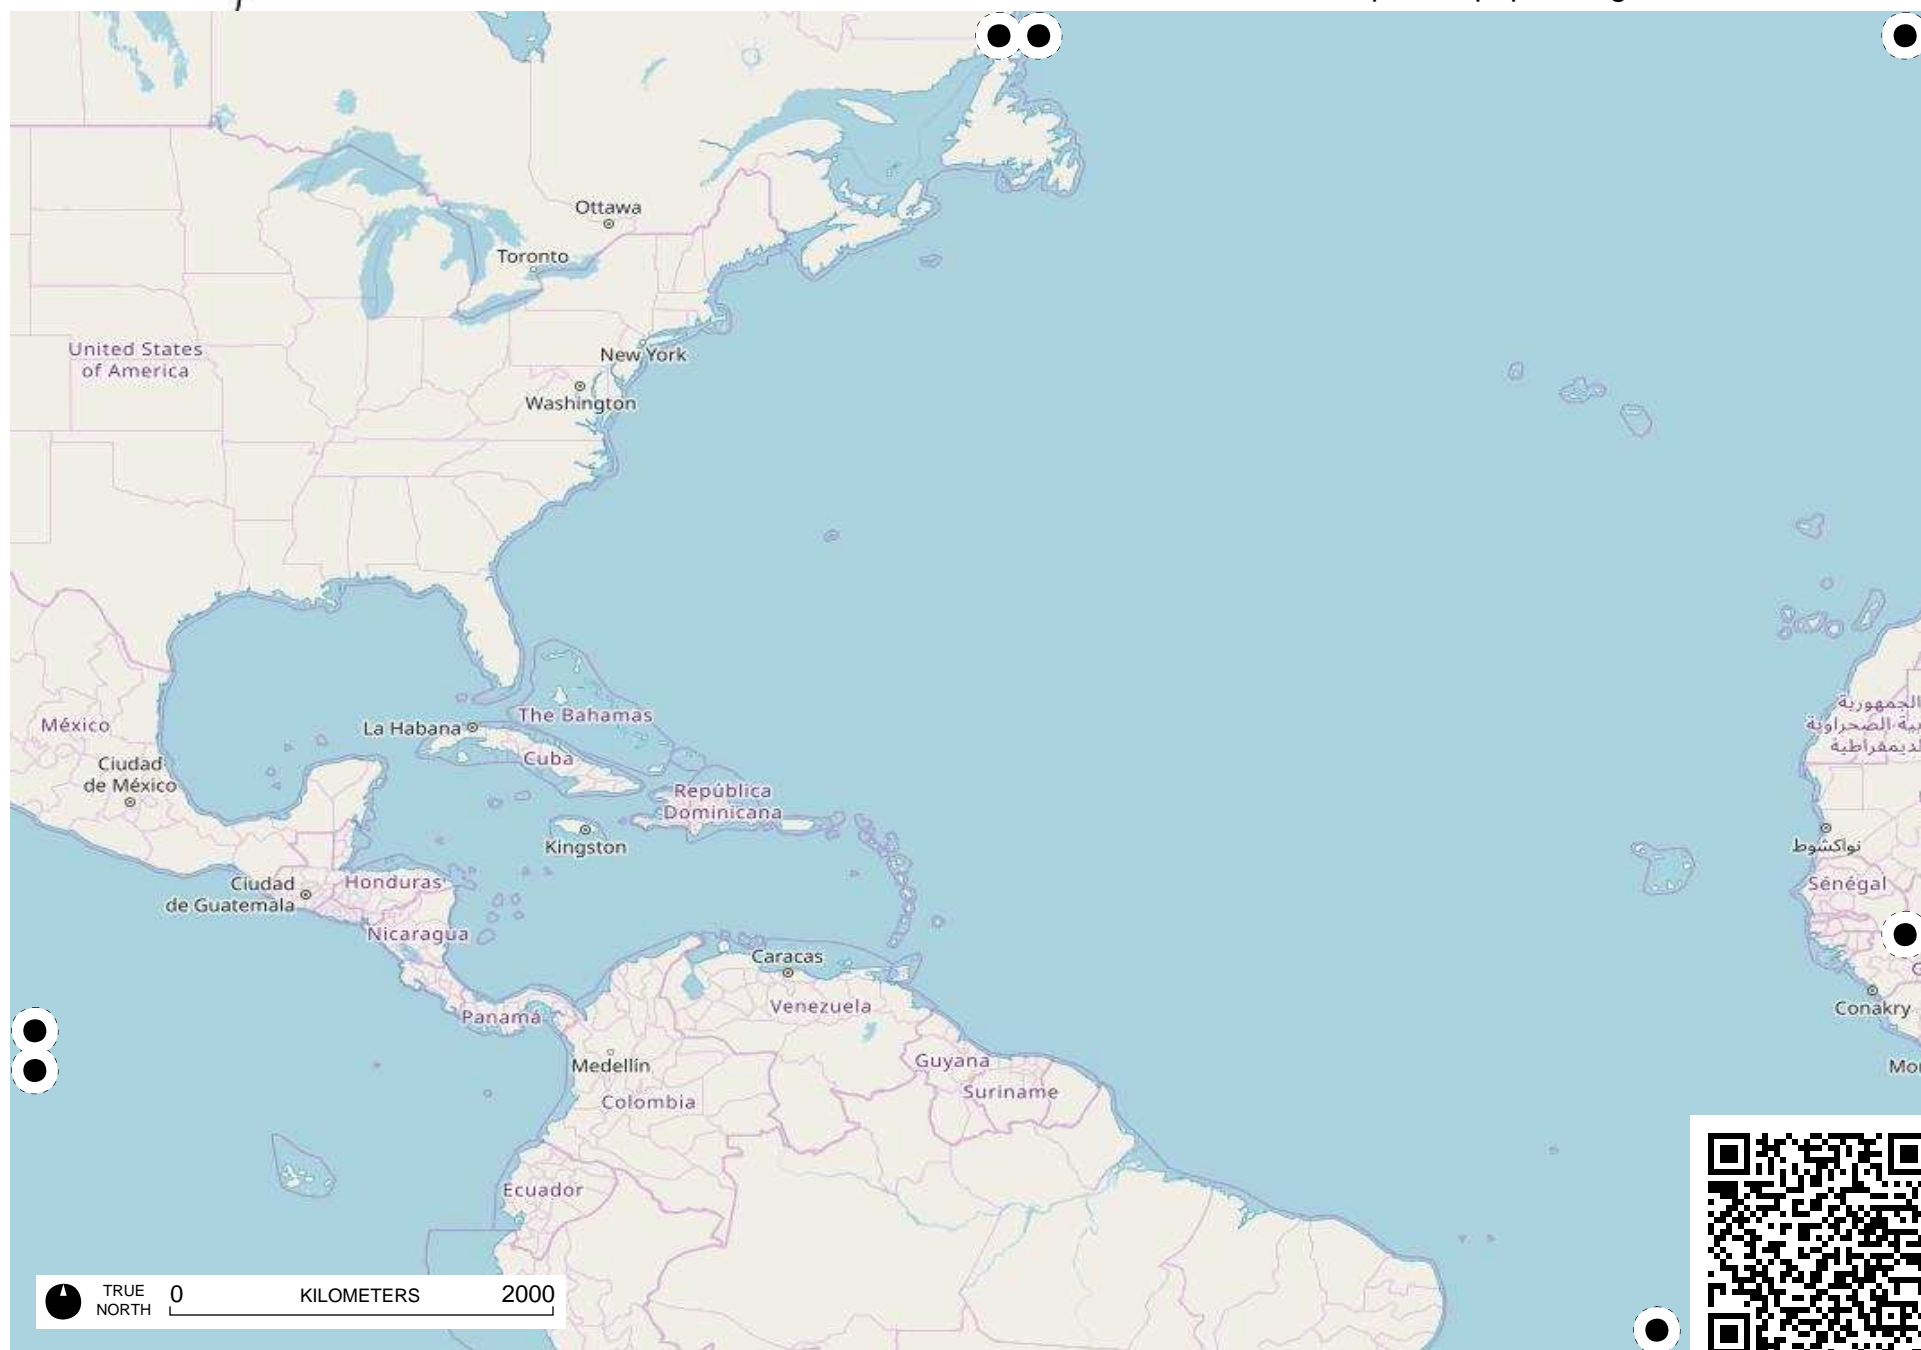 Ottawa
Toronto
United States
of America
New York
Washington
México
La Habana
The Bahamas
Cuba
Ciudad
de México
República
Dominicana
Kingston
نواكشوط
Ciudad
de Guatemala
Honduras
Sénégal
Nicaragua
Caracas
Venezuela
Panamá
Conakry
Medellín
Guyana
Suriname
Colombia
Ecuador
TRUE
NORTH
0
KILOMETERS
2000